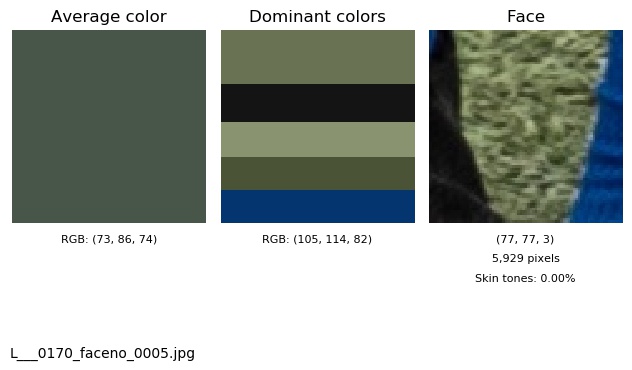 Average color
Dominant colors
Face
RGB: (73, 86, 74)
RGB: (105, 114, 82)
(77, 77, 3)
5,929 pixels
Skin tones: 0.00%
L___0170_faceno_0005.jpg